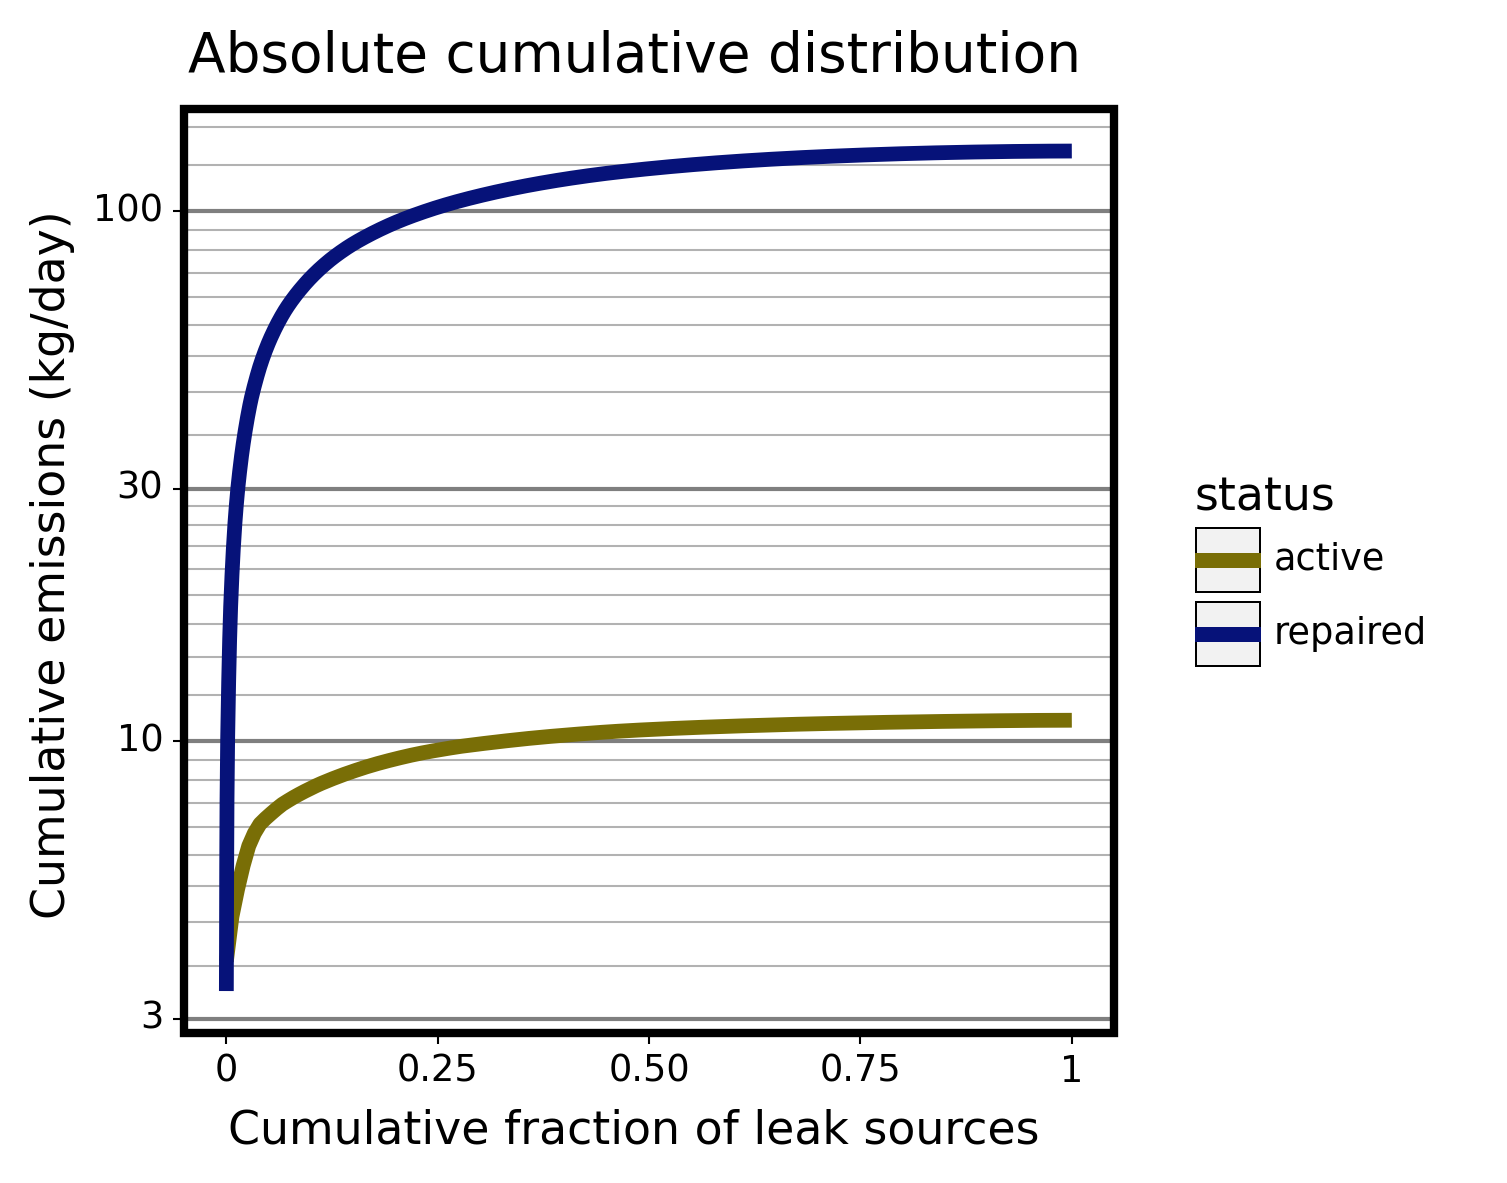 Absolute cumulative distribution
Cumulative emissions (kg/day)
100
30
10
3
0
0.25
0.50
0.75
1
Cumulative fraction of leak sources
status
active
repaired